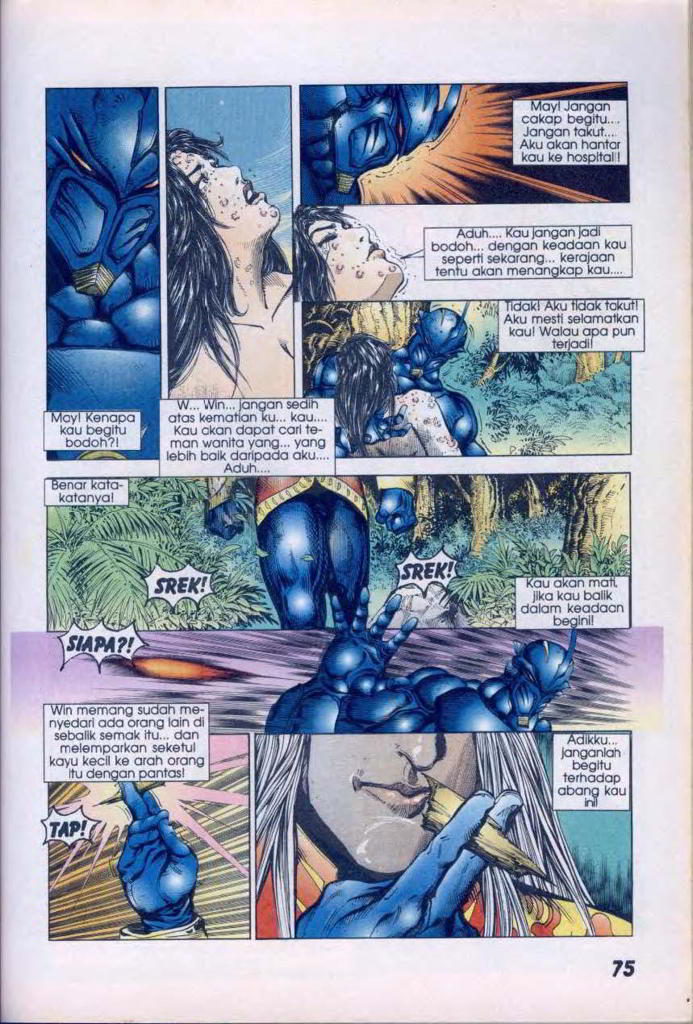 May! Kenapa
kau begitu
bodoh?!
W... Win... jangan sedih
atas kematian ku... kau....
Kau akan dapat cari te-
man wanita yang... yang
lebih baik daripada aku....
Aduh....
May! Jangan
cakap begitu....
Jangan takut....
Aku akan hantar
kau ke hospital!!
Aduh.... Kau jangan jadi
bodoh... dengan keadaan kau
seperti sekarang... kerajaan
tentu akan menangkap kau....
Tidak! Aku tidak takut!
Aku mesti selamatkan
kau! Walau apa pun
terjadi!
Benar kata-
katanya!
SREK!
SREK!
Kau akan mati
jika kau balik
dalam keadaan
begini!
SIAPA?!
Win memang sudah me-
nyedari ada orang lain di
sebalik semak itu... dan
melemparkan seketul
kayu kecil ke arah orang
itu dengan pantas!
TAP!
Adikku...
janganlah
begitu
terhadap
abang kau
ini!
75